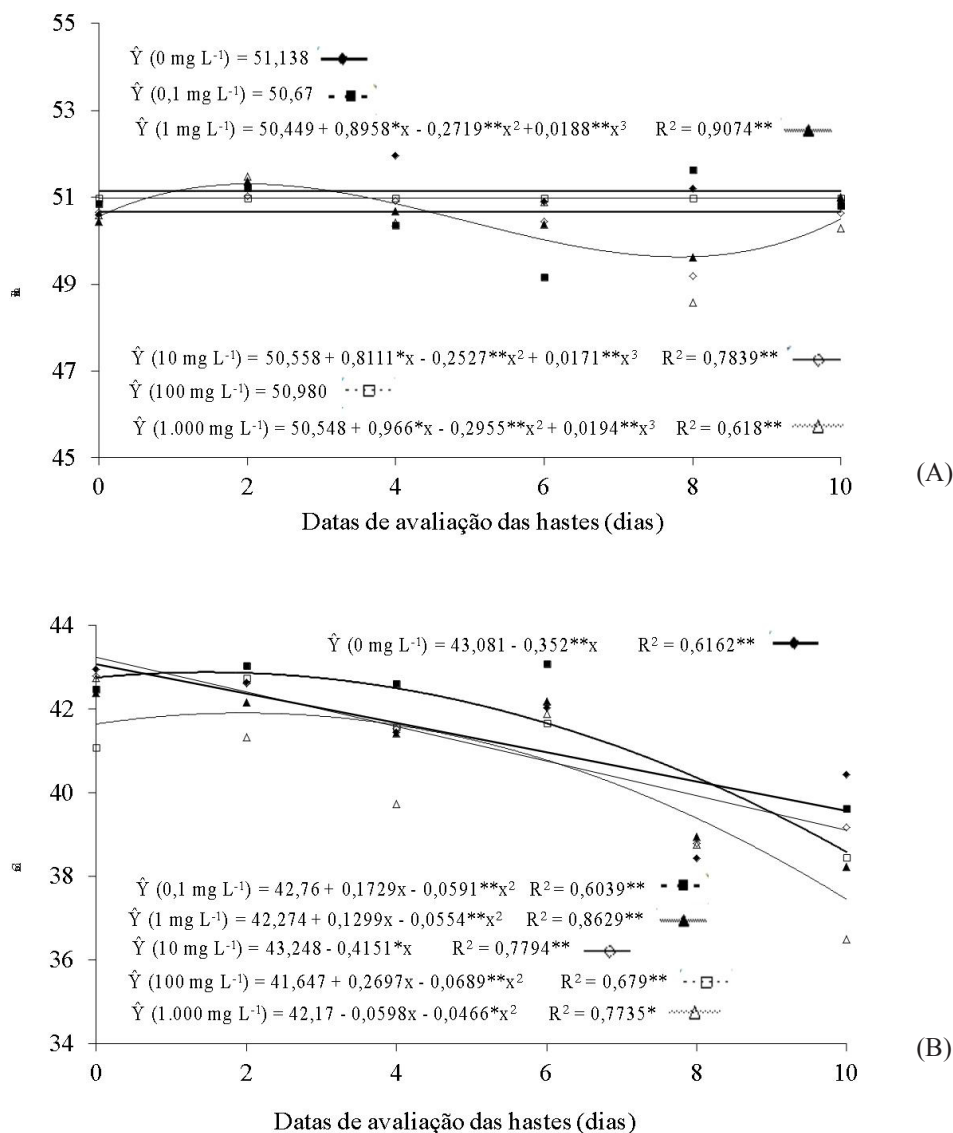 55
53
51
49
47
45
Ŷ (0 mg L⁻¹) = 51,138
Ŷ (0,1 mg L⁻¹) = 50,67
Ŷ (1 mg L⁻¹) = 50,449 + 0,8958*x - 0,2719**x² +0,0188**x³ R² = 0,9074**
Ŷ (10 mg L⁻¹) = 50,558 + 0,8111*x - 0,2527**x² + 0,0171**x³ R² = 0,7839**
Ŷ (100 mg L⁻¹) = 50,980
Ŷ (1.000 mg L⁻¹) = 50,548 + 0,966*x - 0,2955**x² + 0,0194**x³ R² = 0,618**
0 2 4 6 8 10
Datas de avaliação das hastes (dias)
(A)
44
42
40
38
36
34
Ŷ (0 mg L⁻¹) = 43,081 - 0,352**x R² = 0,6162**
Ŷ (0,1 mg L⁻¹) = 42,76 + 0,1729x - 0,0591**x² R² = 0,6039**
Ŷ (1 mg L⁻¹) = 42,274 + 0,1299x - 0,0554**x² R² = 0,8629**
Ŷ (10 mg L⁻¹) = 43,248 - 0,4151*x R² = 0,7794**
Ŷ (100 mg L⁻¹) = 41,647 + 0,2697x - 0,0689**x² R² = 0,679**
Ŷ (1.000 mg L⁻¹) = 42,17 - 0,0598x - 0,0466*x² R² = 0,7735*
0 2 4 6 8 10
Datas de avaliação das hastes (dias)
(B)